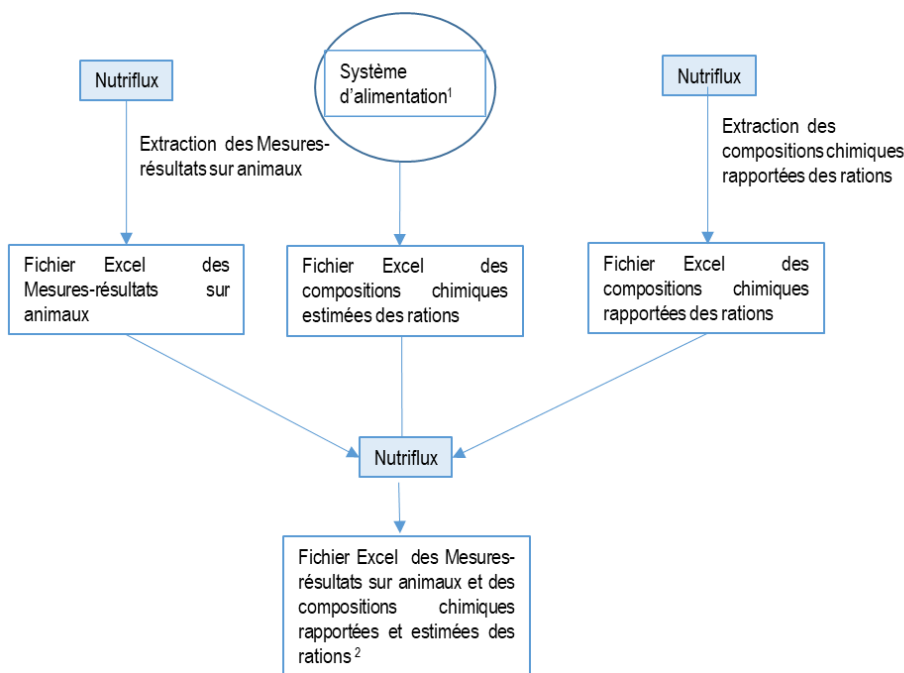 Nutriflux
Système
d’alimentation1
Nutriflux
Extraction des Mesures-
résultats sur animaux
Extraction des
compositions chimiques
rapportées des rations
Fichier Excel des
Mesures-résultats sur
animaux
Fichier Excel des
compositions chimiques
estimées des rations
Fichier Excel des
compositions chimiques
rapportées des rations
Nutriflux
Fichier Excel des Mesures-
résultats sur animaux et des
compositions chimiques
rapportées et estimées des
rations 2